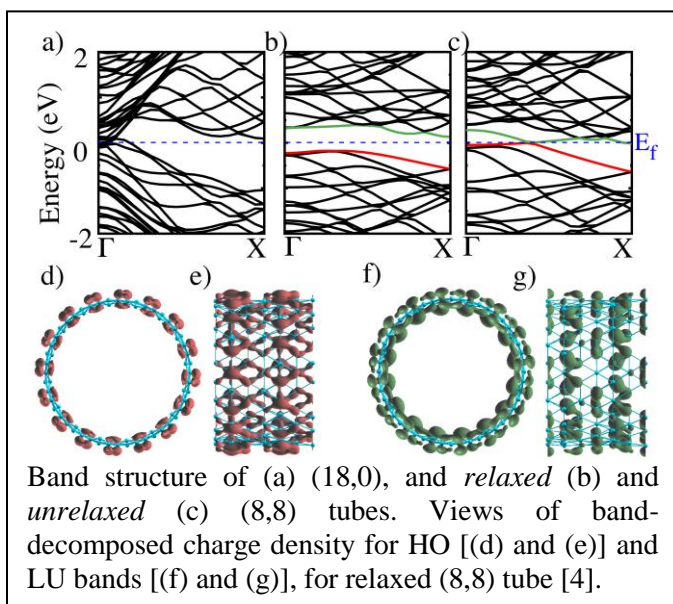 a) b) c)
2
0
-2
Energy (eV)
E_f
Γ X Γ X
d) e) f) g)
Band structure of (a) (18,0), and relaxed (b) and
unrelaxed (c) (8,8) tubes. Views of band-
decomposed charge density for HO [(d) and (e)] and
LU bands [(f) and (g)], for relaxed (8,8) tube [4].